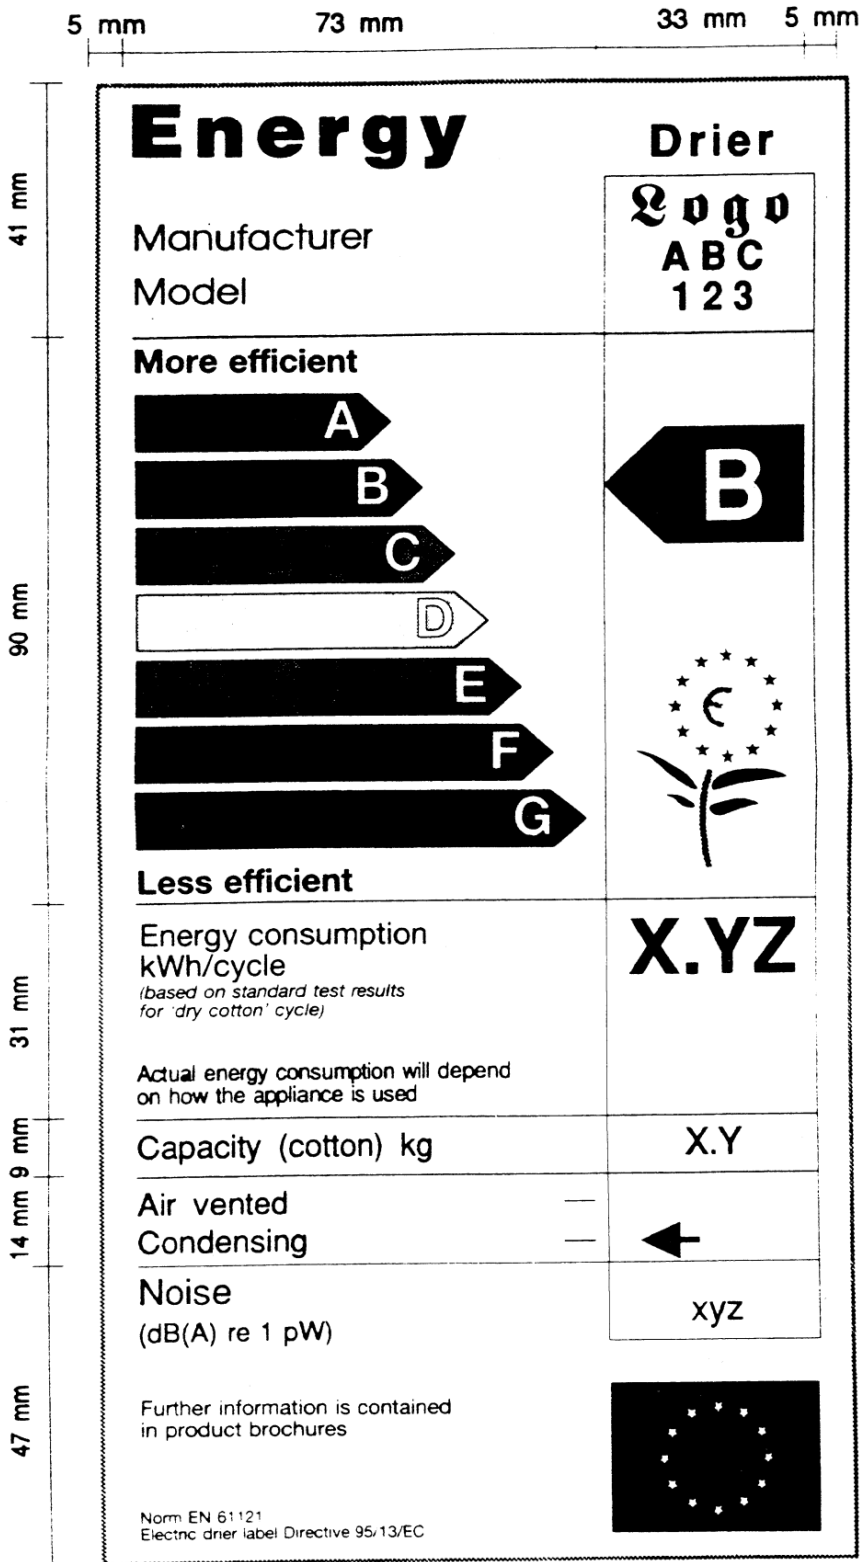 5 mm 73 mm 33 mm 5 mm
Energy
Drier
41 mm
Manufacturer
Model
Logo
ABC
123
More efficient
A
B
C
D
E
F
G
B
90 mm
Less efficient
Energy consumption
kWh/cycle
(based on standard test results
for 'dry cotton' cycle)
X.YZ
31 mm
Actual energy consumption will depend
on how the appliance is used
9 mm
Capacity (cotton) kg
X.Y
14 mm
Air vented —
Condensing —
Noise
(dB(A) re 1 pW)
xyz
47 mm
Further information is contained
in product brochures
Norm EN 61121
Electric drier label Directive 95/13/EC